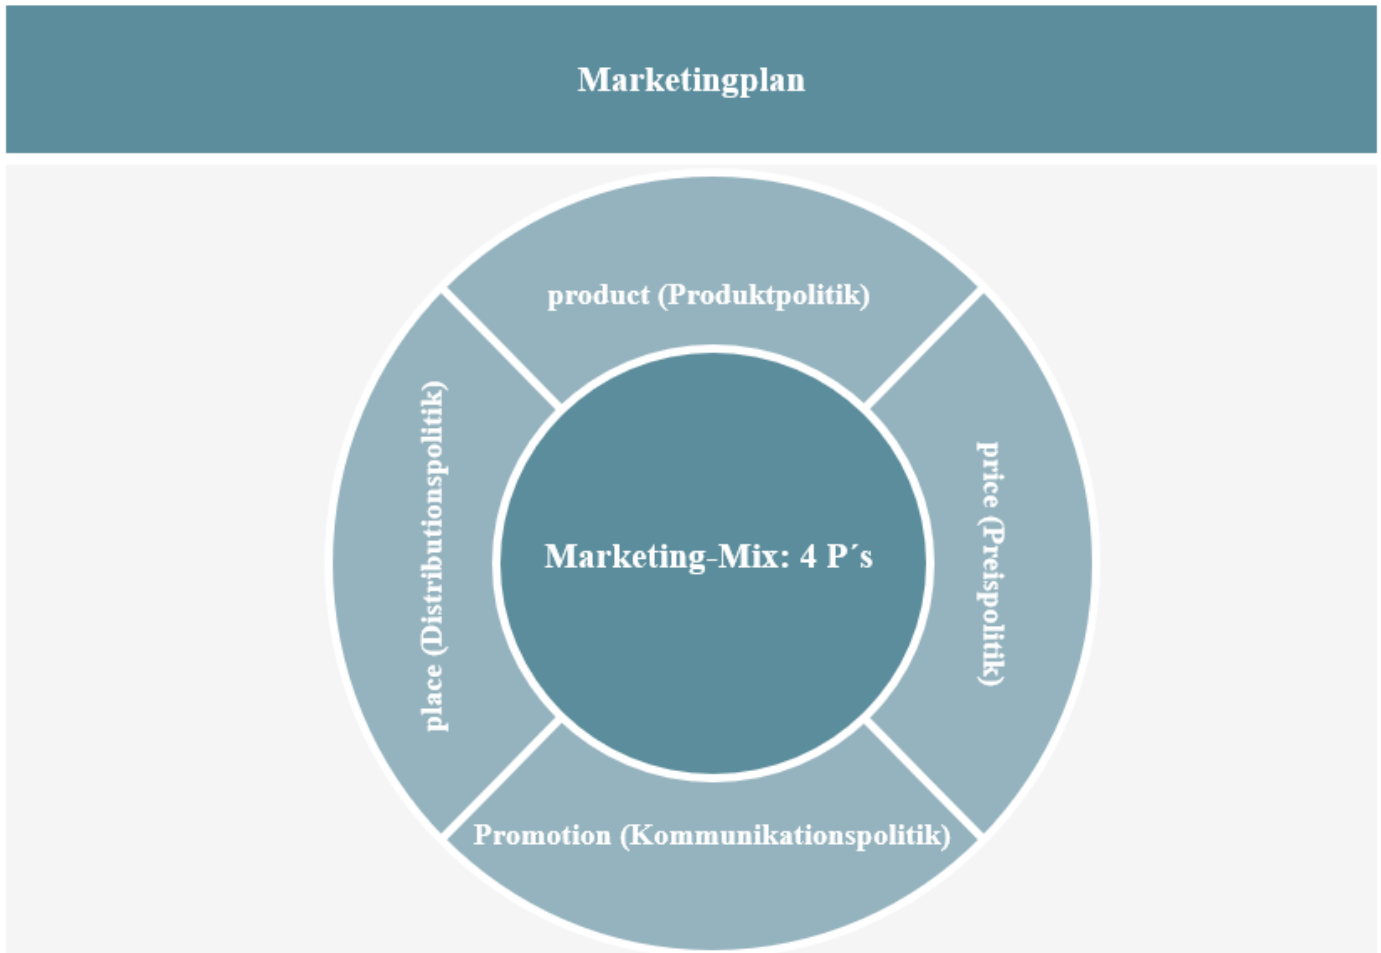 Marketingplan
product (Produktpolitik)
place (Distributionspolitik)
Marketing-Mix: 4 P´s
price (Preispolitik)
Promotion (Kommunikationspolitik)